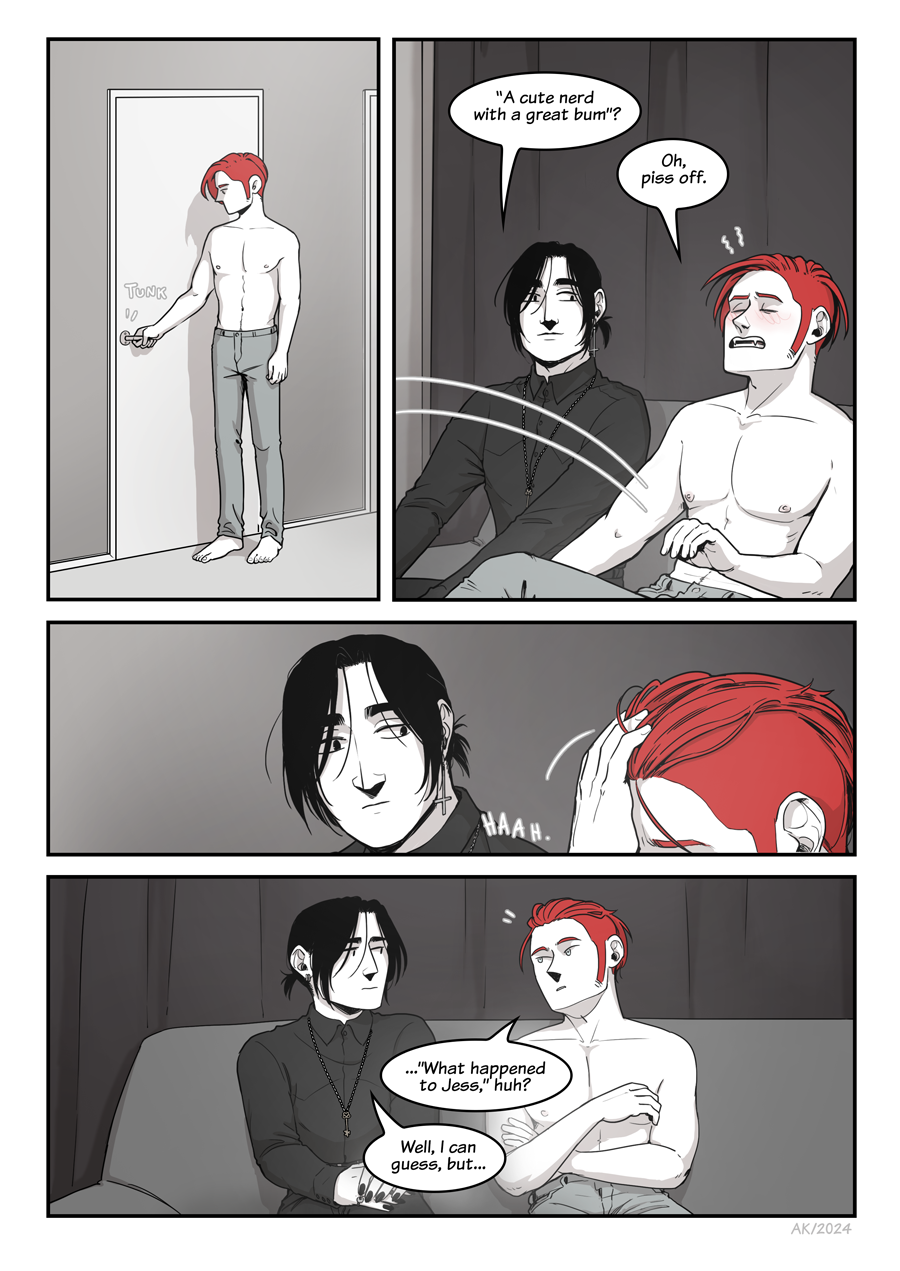 TUNK
"A cute nerd
with a great bum"?
Oh,
piss off.
HAAH.
..."What happened
to Jess," huh?
Well, I can
guess, but...
AK/2024